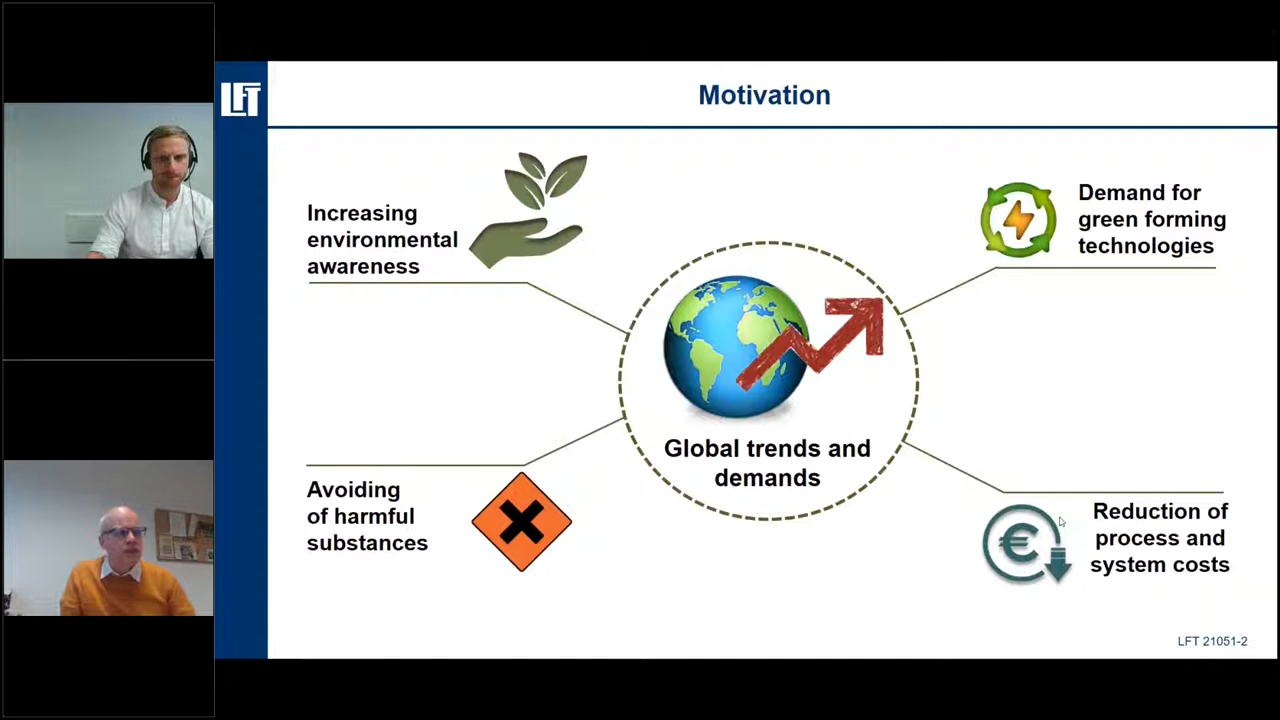 LFT
Motivation
Increasing
environmental
awareness
Demand for
green forming
technologies
Global trends and
demands
Avoiding
of harmful
substances
€
Reduction of
process and
system costs
LFT 21051-2